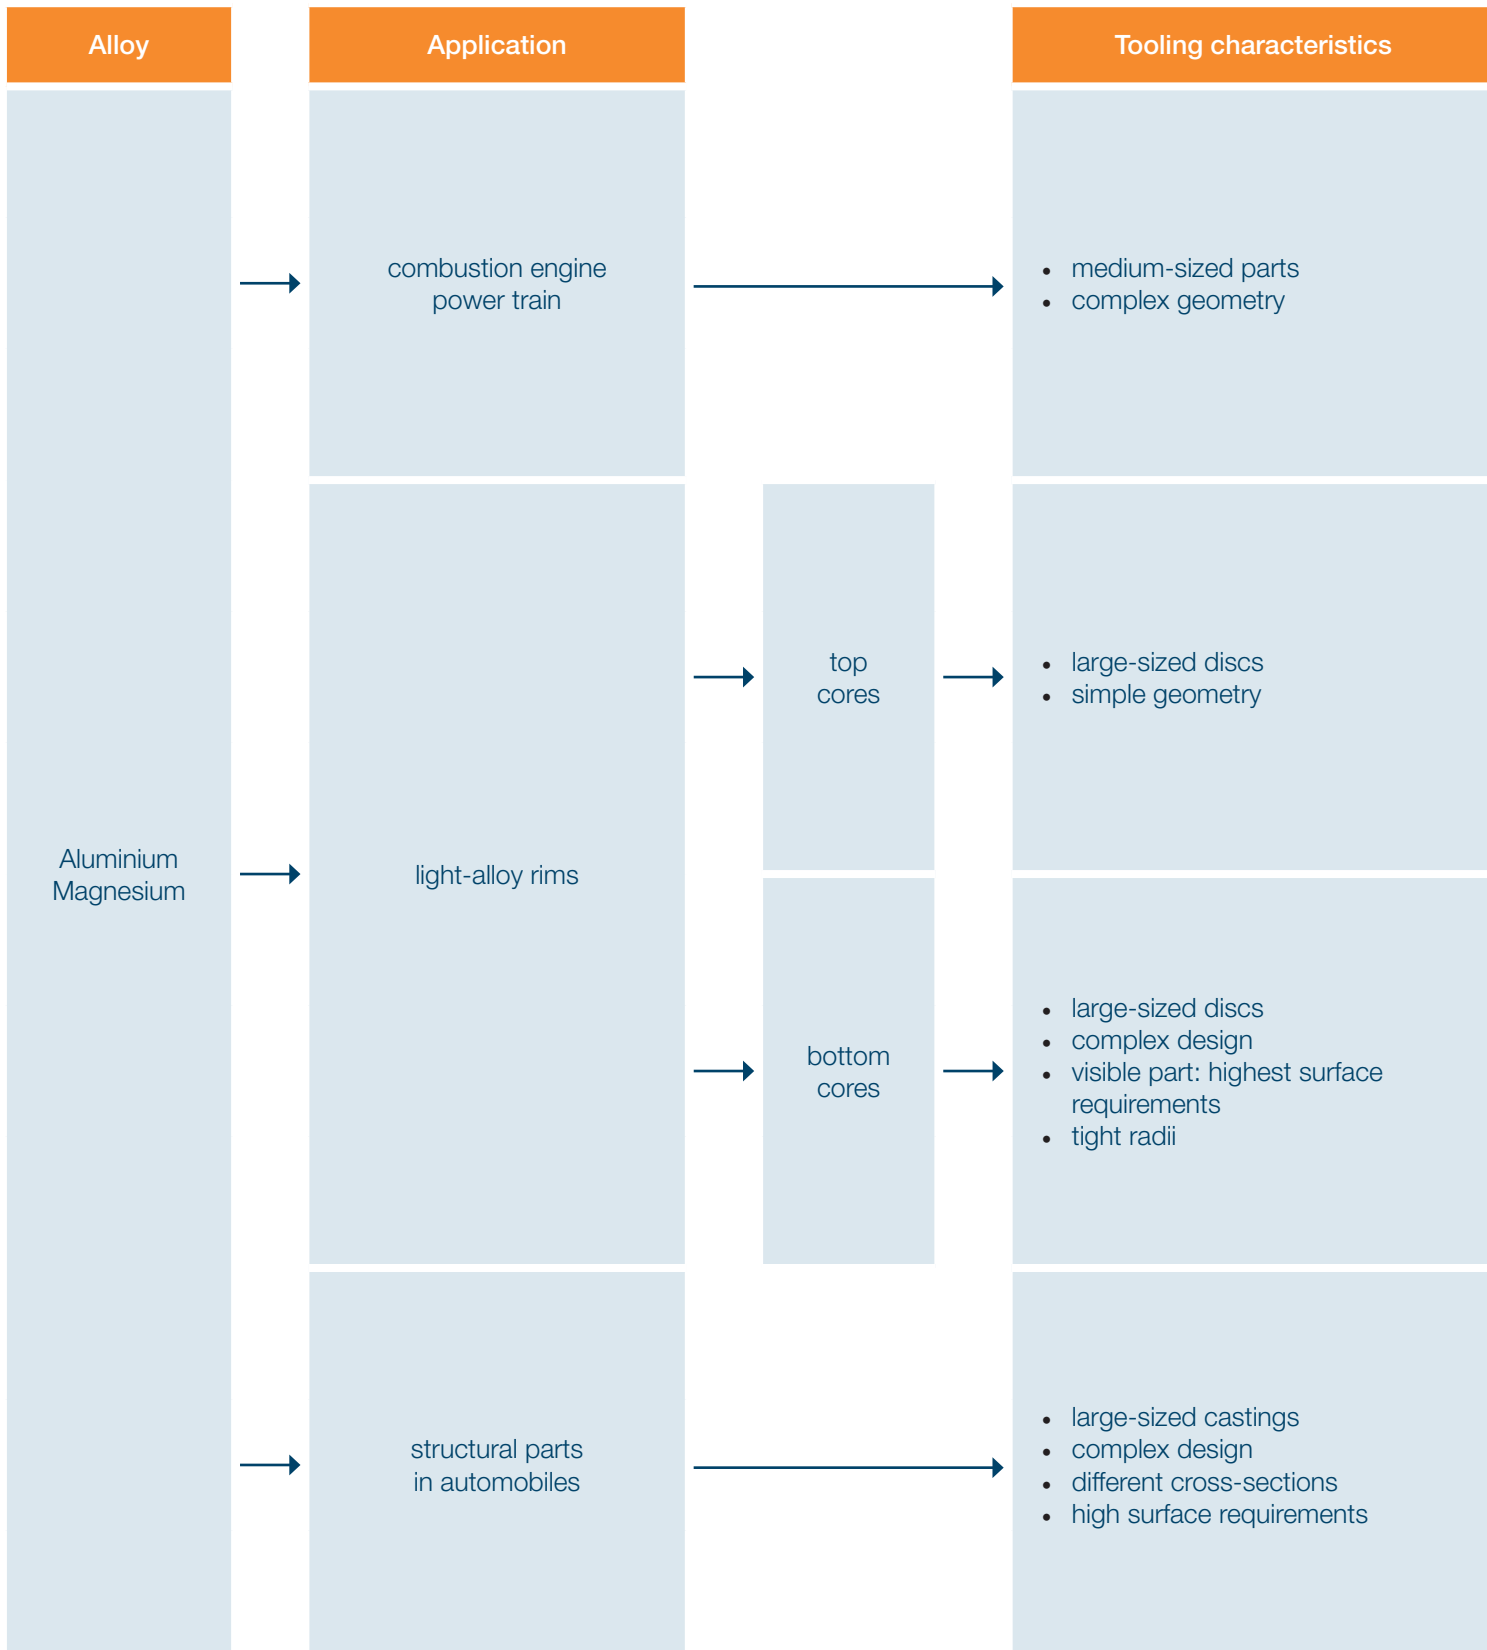 Alloy
Application
Tooling characteristics
Aluminium
Magnesium
combustion engine
power train
• medium-sized parts
• complex geometry
light-alloy rims
top
cores
• large-sized discs
• simple geometry
bottom
cores
• large-sized discs
• complex design
• visible part: highest surface
requirements
• tight radii
structural parts
in automobiles
• large-sized castings
• complex design
• different cross-sections
• high surface requirements